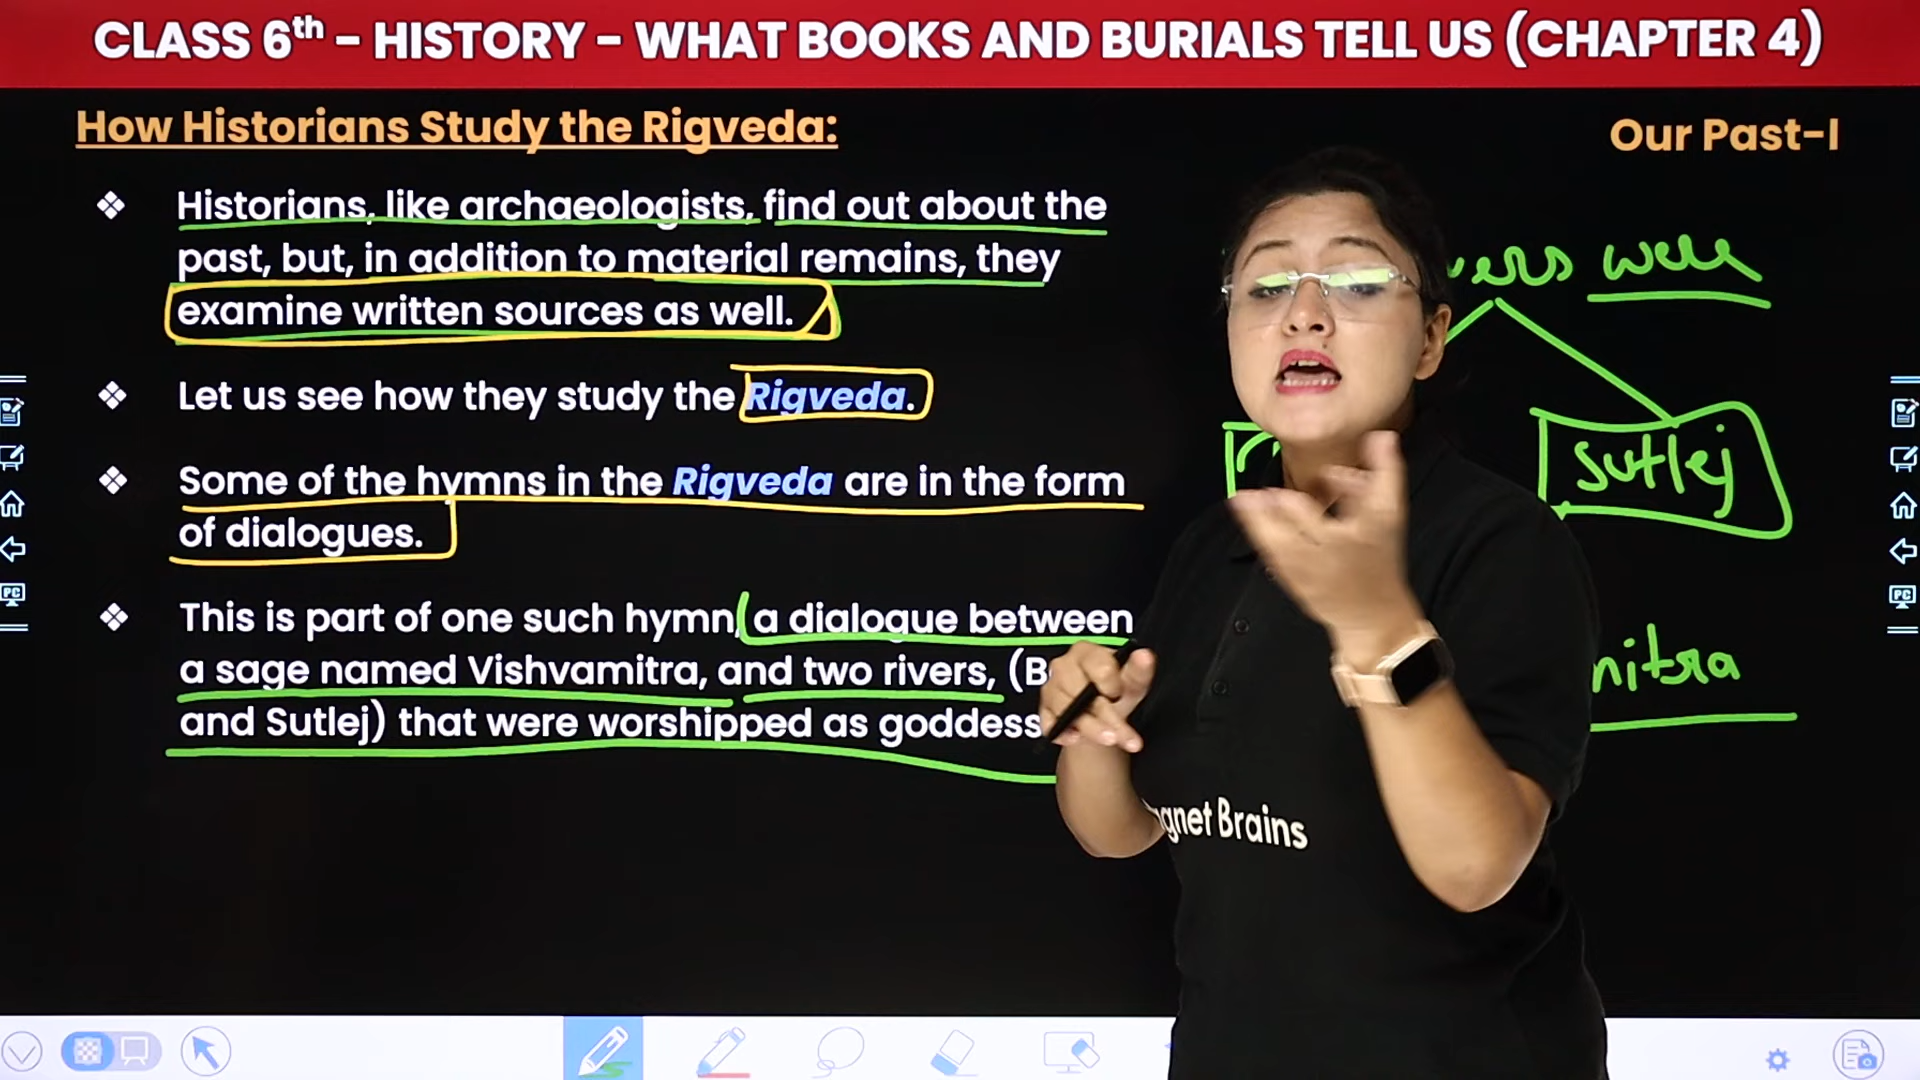 CLASS 6th - HISTORY - WHAT BOOKS AND BURIALS TELL US (CHAPTER 4)
How Historians Study the Rigveda:
Our Past-I
❖ Historians, like archaeologists, find out about the
past, but, in addition to material remains, they
examine written sources as well.
❖ Let us see how they study the Rigveda.
❖ Some of the hymns in the Rigveda are in the form
of dialogues.
❖ This is part of one such hymn, a dialogue between
a sage named Vishvamitra, and two rivers,
and Sutlej) that were worshipped as
were
Sutlej
Brains
PC
PC